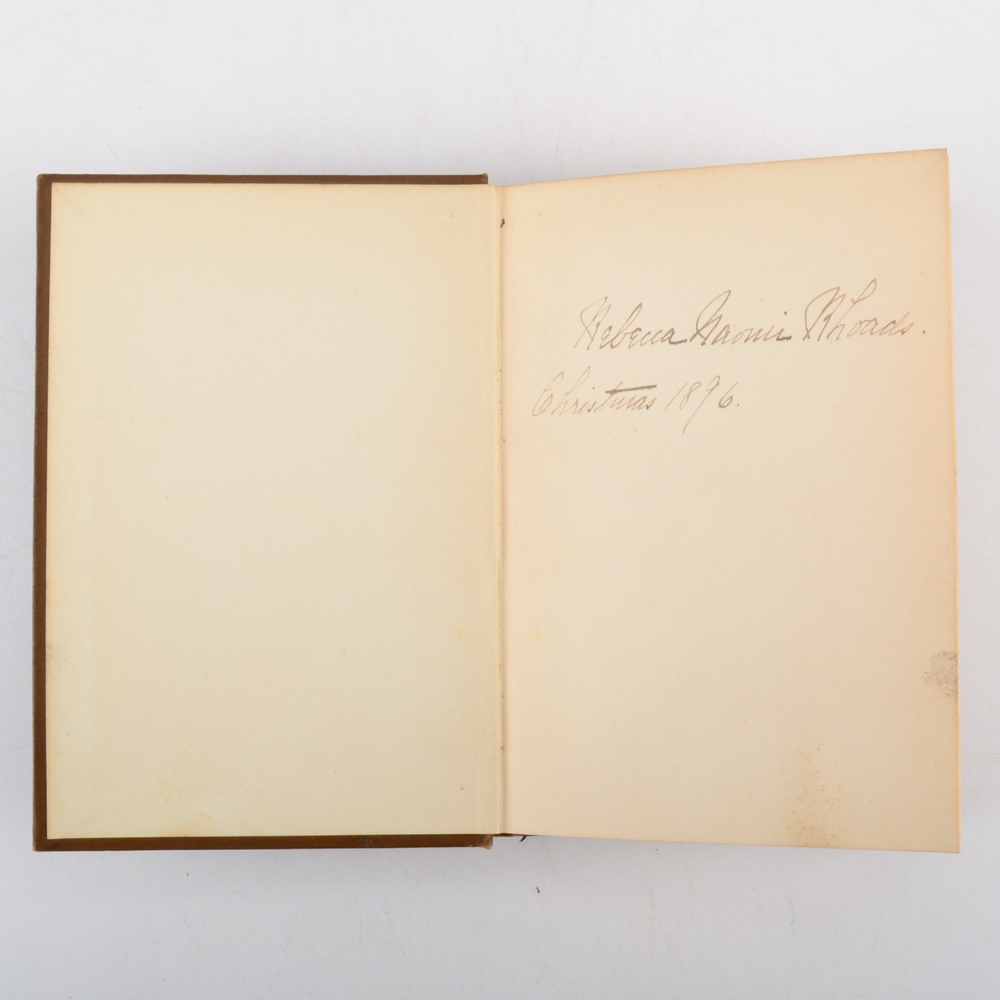 Rebecca Naomi Rhoads.
Christmas 1896.